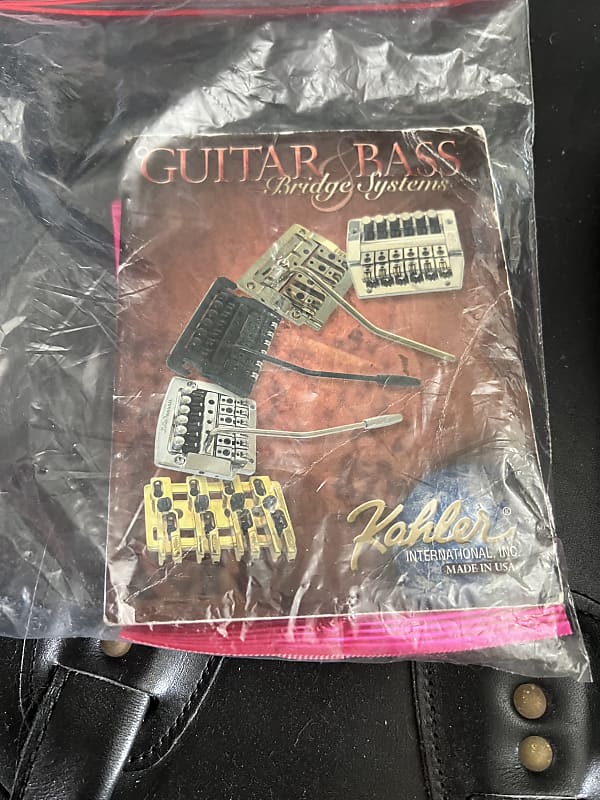 GUITAR & BASS
Bridge Systems
Kahler®
INTERNATIONAL, INC.
MADE IN USA